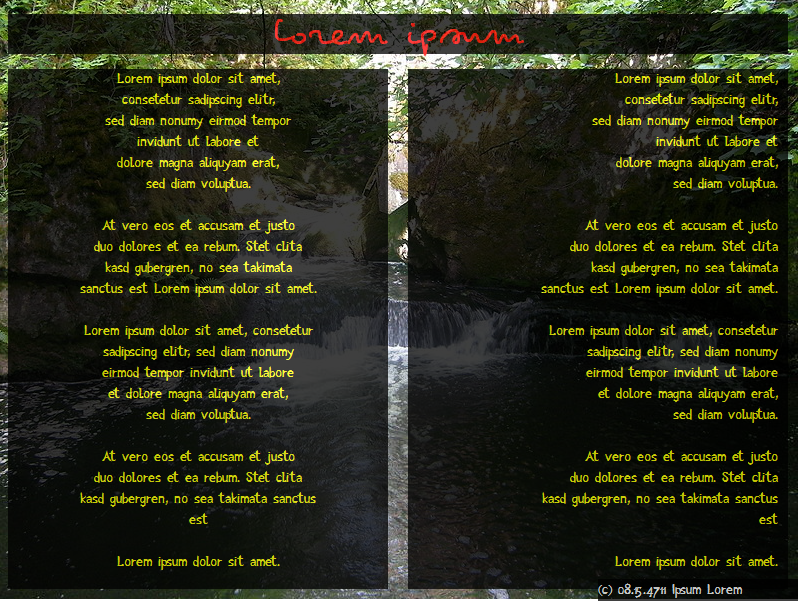 Lorem ipsum
Lorem ipsum dolor sit amet,
consetetur sadipscing elitr,
sed diam nonumy eirmod tempor
invidunt ut labore et
dolore magna aliquyam erat,
sed diam voluptua.
At vero eos et accusam et justo
duo dolores et ea rebum. Stet clita
kasd gubergren, no sea takimata
sanctus est Lorem ipsum dolor sit amet.
Lorem ipsum dolor sit amet, consetetur
sadipscing elitr, sed diam nonumy
eirmod tempor invidunt ut labore
et dolore magna aliquyam erat,
sed diam voluptua.
At vero eos et accusam et justo
duo dolores et ea rebum. Stet clita
kasd gubergren, no sea takimata sanctus
est
Lorem ipsum dolor sit amet.
Lorem ipsum dolor sit amet,
consetetur sadipscing elitr,
sed diam nonumy eirmod tempor
invidunt ut labore et
dolore magna aliquyam erat,
sed diam voluptua.
At vero eos et accusam et justo
duo dolores et ea rebum. Stet clita
kasd gubergren, no sea takimata
sanctus est Lorem ipsum dolor sit amet.
Lorem ipsum dolor sit amet, consetetur
sadipscing elitr, sed diam nonumy
eirmod tempor invidunt ut labore
et dolore magna aliquyam erat,
sed diam voluptua.
At vero eos et accusam et justo
duo dolores et ea rebum. Stet clita
kasd gubergren, no sea takimata sanctus
est
Lorem ipsum dolor sit amet.
(c) 08.5.4711 Ipsum Lorem